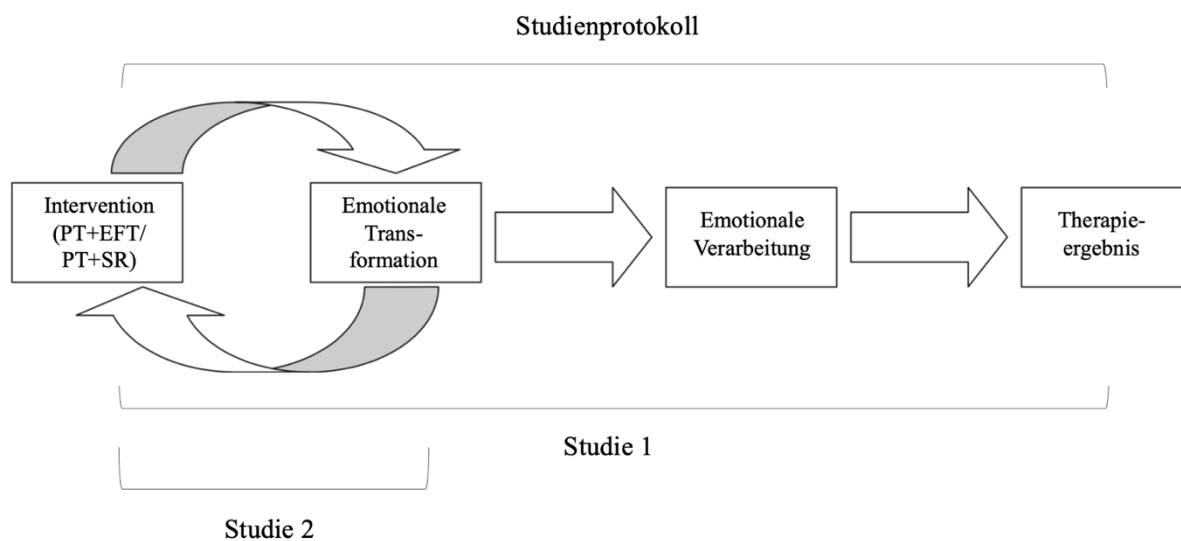 Studienprotokoll
Intervention
(PT+EFT/
PT+SR)
Emotionale
Trans-
formation
Emotionale
Verarbeitung
Therapie-
ergebnis
Studie 1
Studie 2